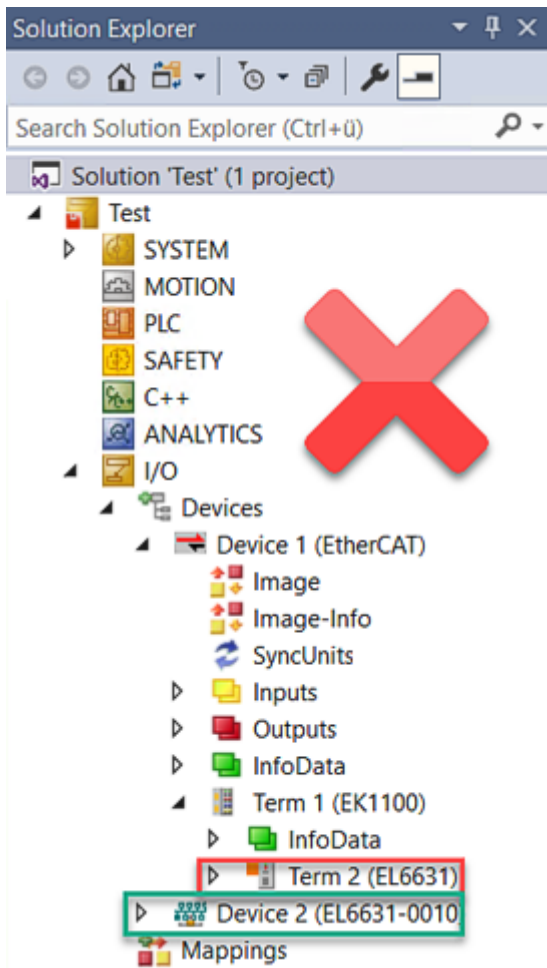 Solution Explorer
Search Solution Explorer (Ctrl+ü)
Solution 'Test' (1 project)
Test
SYSTEM
MOTION
PLC
SAFETY
C++
ANALYTICS
I/O
Devices
Device 1 (EtherCAT)
Image
Image-Info
SyncUnits
Inputs
Outputs
InfoData
Term 1 (EK1100)
InfoData
Term 2 (EL6631)
Device 2 (EL6631-0010
Mappings